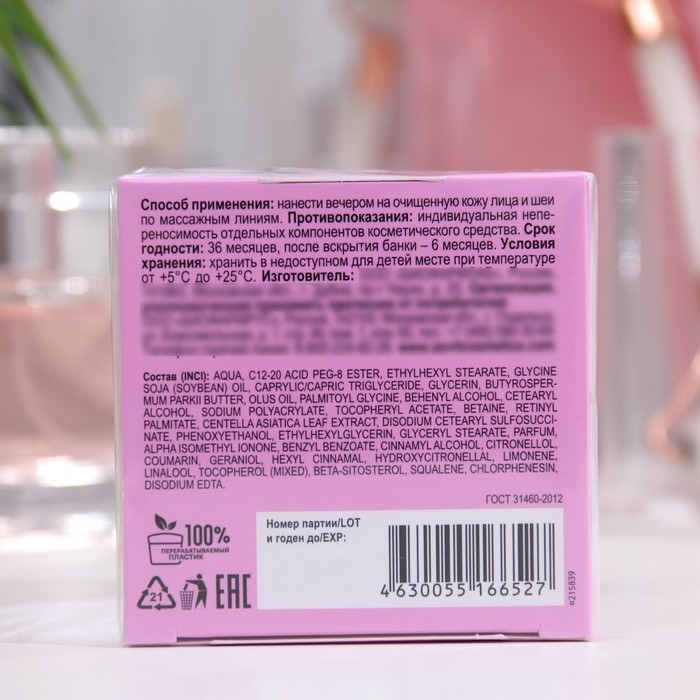 Способ применения: нанести вечером на очищенную кожу лица и шеи
по массажным линиям. Противопоказания: индивидуальная непе-
реносимость отдельных компонентов косметического средства. Срок
годности: 36 месяцев, после вскрытия банки – 6 месяцев. Условия
хранения: хранить в недоступном для детей месте при температуре
от +5°С до +25°С. Изготовитель:
Состав (INCI): AQUA, C12-20 ACID PEG-8 ESTER, ETHYLHEXYL STEARATE, GLYCINE
SOJA (SOYBEAN) OIL, CAPRYLIC/CAPRIC TRIGLYCERIDE, GLYCERIN, BUTYROSPER-
MUM PARKII BUTTER, OLUS OIL, PALMITOYL GLYCINE, BEHENYL ALCOHOL, CETEARYL
ALCOHOL, SODIUM POLYACRYLATE, TOCOPHERYL ACETATE, BETAINE, RETINYL
PALMITATE, CENTELLA ASIATICA LEAF EXTRACT, DISODIUM CETEARYL SULFOSUCCI-
NATE, PHENOXYETHANOL, ETHYLHEXYLGLYCERIN, GLYCERYL STEARATE, PARFUM,
ALPHA ISOMETHYL IONONE, BENZYL BENZOATE, CINNAMYL ALCOHOL, CITRONELLOL,
COUMARIN, GERANIOL, HEXYL CINNAMAL, HYDROXYCITRONELLAL, LIMONENE,
LINALOOL, TOCOPHEROL (MIXED), BETA-SITOSTEROL, SQUALENE, CHLORPHENESIN,
DISODIUM EDTA.
ГОСТ 31460-2012
100%
ПЕРЕРАБАТЫВАЕМЫЙ
ПЛАСТИК
21
EAC
Номер партии/LOT
и годен до/EXP:
4 630055 166527
¤215839